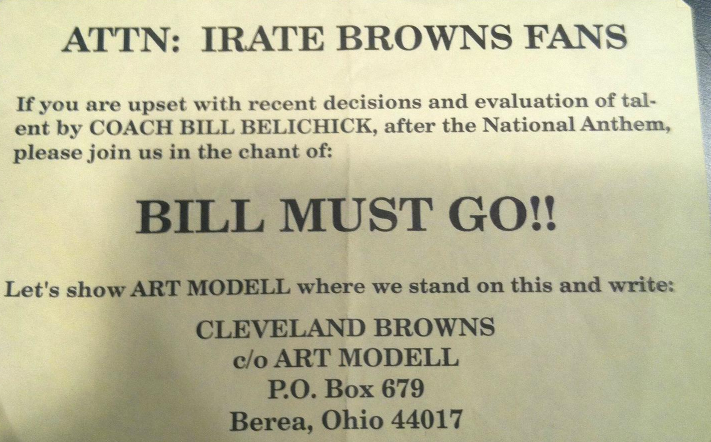 ATTN: IRATE BROWNS FANS
If you are upset with recent decisions and evaluation of tal-
ent by COACH BILL BELICHICK, after the National Anthem,
please join us in the chant of:
BILL MUST GO!!
Let's show ART MODELL where we stand on this and write:
CLEVELAND BROWNS
c/o ART MODELL
P.O. Box 679
Berea, Ohio 44017